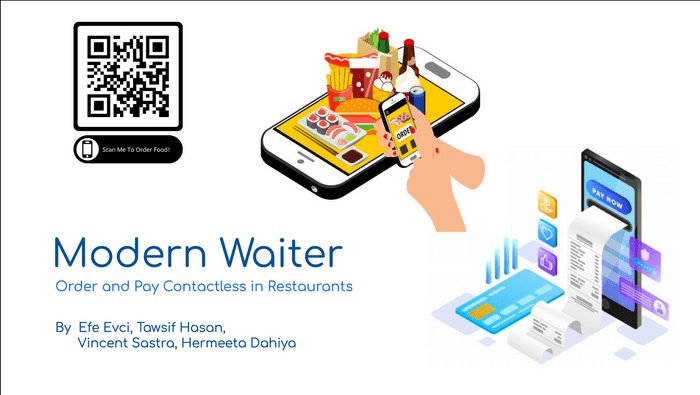 Scan Me To Order Food!
ORDER
PAY NOW
Modern Waiter
Order and Pay Contactless in Restaurants
By Efe Evci, Tawsif Hasan,
Vincent Sastra, Hermeeta Dahiya